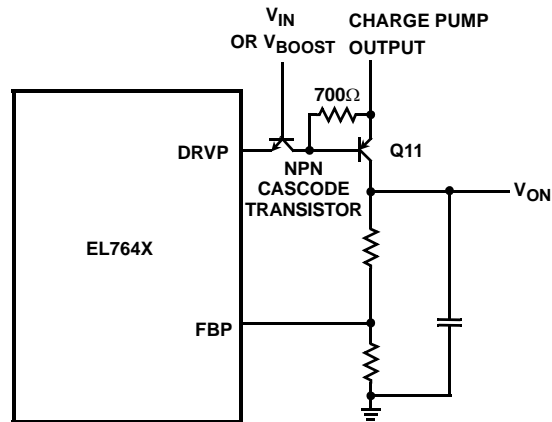 V_IN
OR V_BOOST
CHARGE PUMP
OUTPUT
700Ω
DRVP
Q11
NPN
CASCODE
TRANSISTOR
V_ON
EL764X
FBP